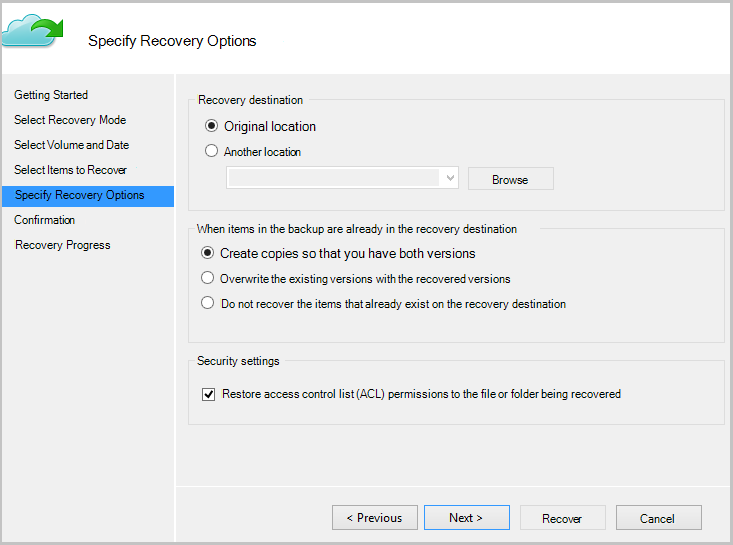 Specify Recovery Options
Getting Started
Select Recovery Mode
Select Volume and Date
Select Items to Recover
Specify Recovery Options
Confirmation
Recovery Progress
Recovery destination
Original location
Another location
Browse
When items in the backup are already in the recovery destination
Create copies so that you have both versions
Overwrite the existing versions with the recovered versions
Do not recover the items that already exist on the recovery destination
Security settings
Restore access control list (ACL) permissions to the file or folder being recovered
< Previous
Next >
Recover
Cancel